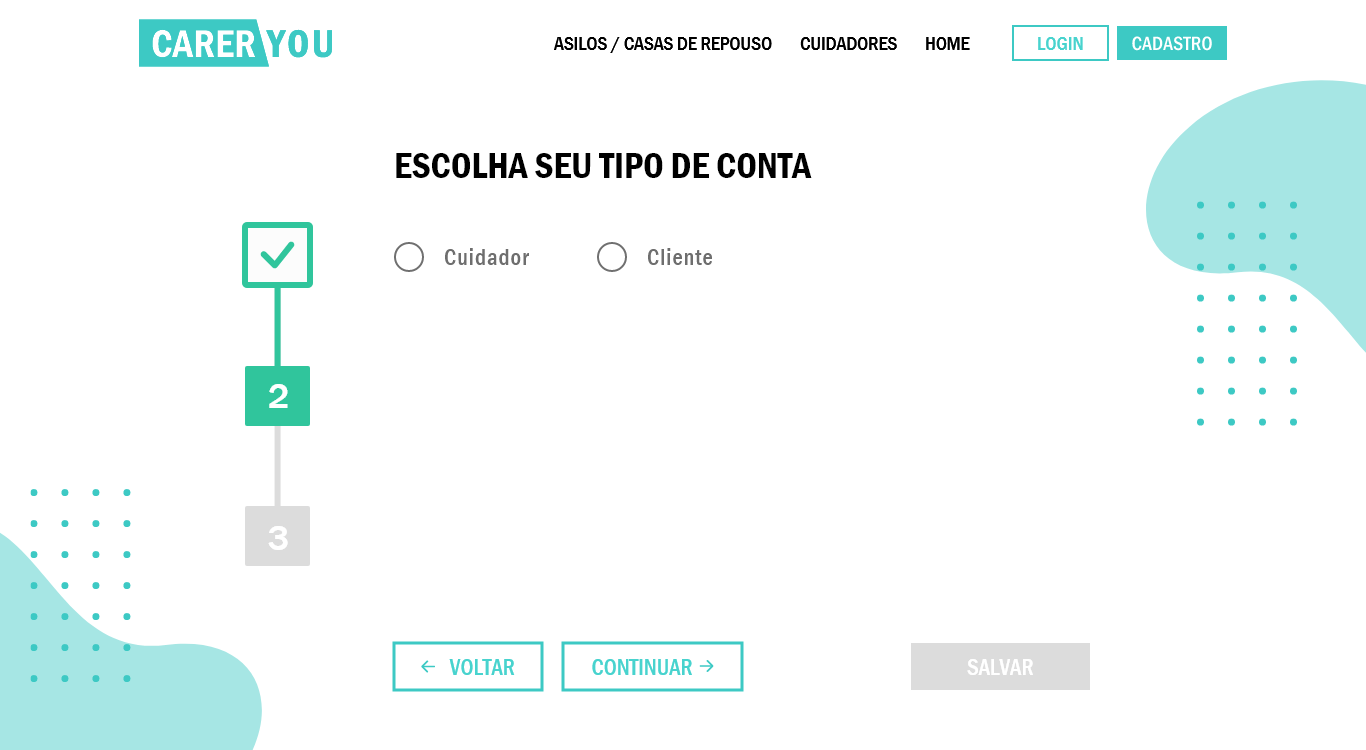 CARER YOU
ASILOS / CASAS DE REPOUSO CUIDADORES HOME LOGIN CADASTRO
ESCOLHA SEU TIPO DE CONTA
Cuidador Cliente
2
3
← VOLTAR CONTINUAR → SALVAR